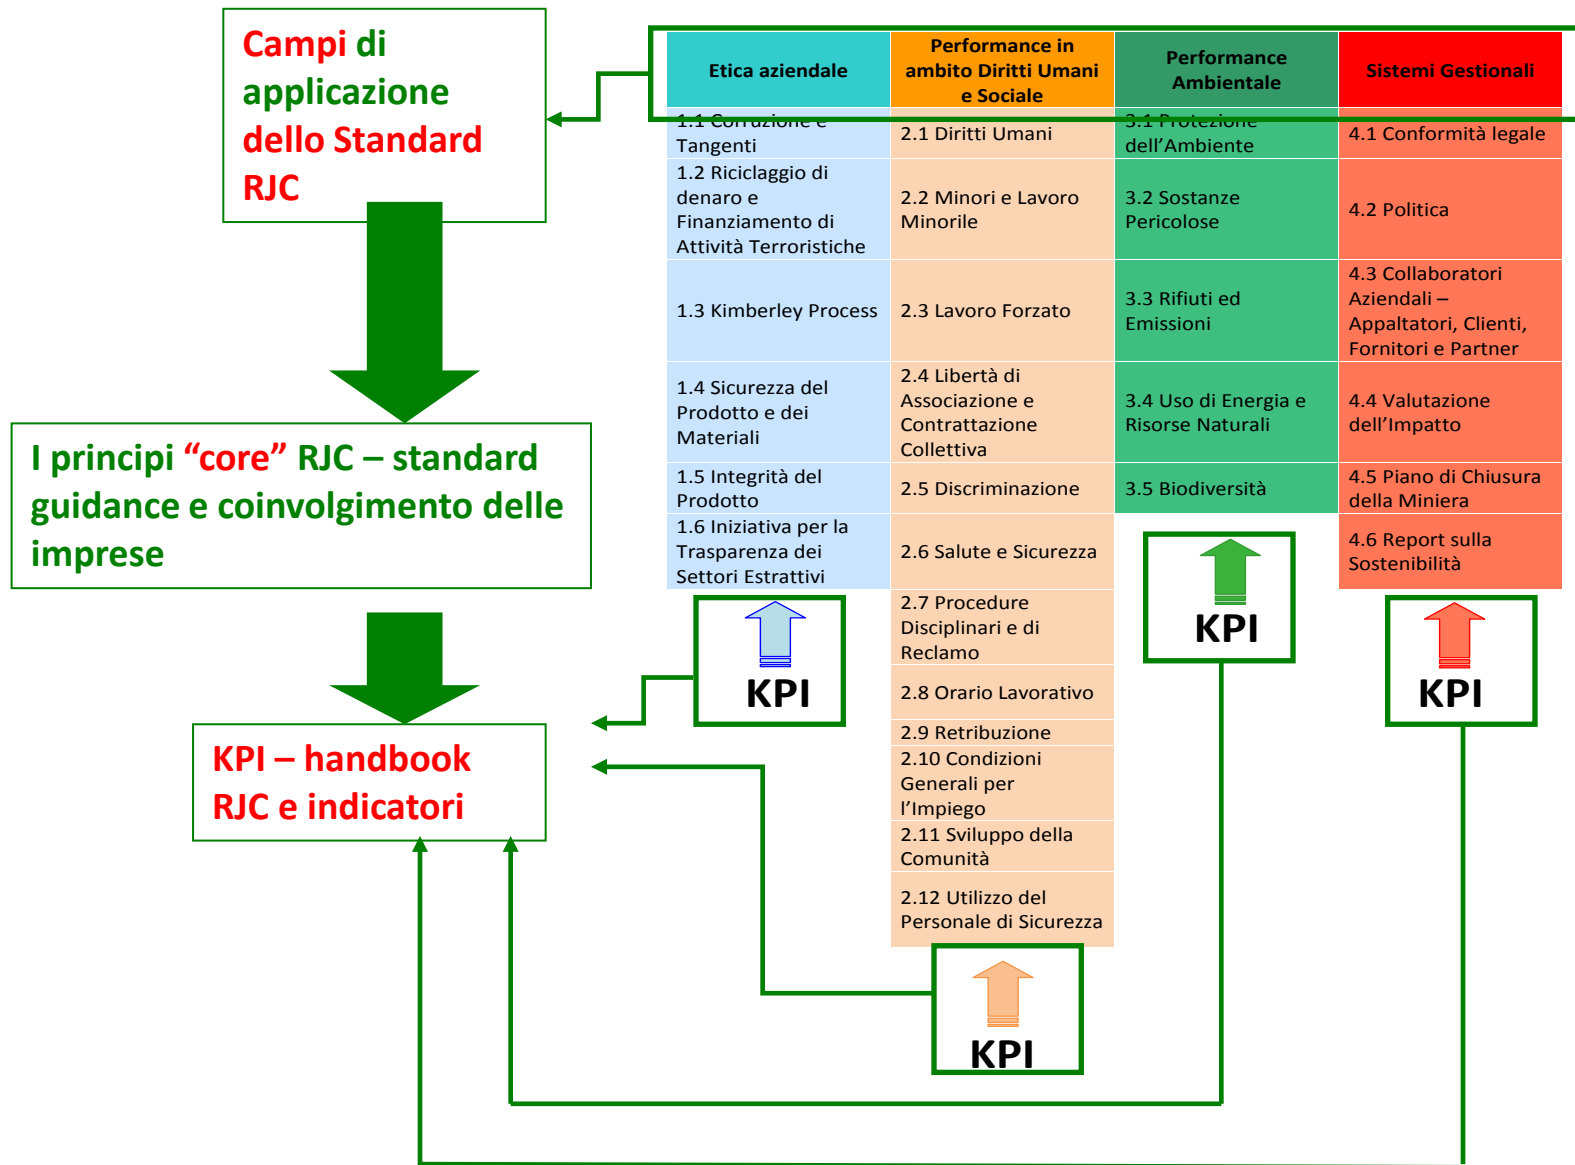 Campi di
applicazione
dello Standard
RJC
I principi “core” RJC – standard
guidance e coinvolgimento delle
imprese
KPI – handbook
RJC e indicatori
Etica aziendale
1.1 Corruzione e
Tangenti
1.2 Riciclaggio di
denaro e
Finanziamento di
Attività Terroristiche
1.3 Kimberley Process
1.4 Sicurezza del
Prodotto e dei
Materiali
1.5 Integrità del
Prodotto
1.6 Iniziativa per la
Trasparenza dei
Settori Estrattivi
KPI
Performance in
ambito Diritti Umani
e Sociale
2.1 Diritti Umani
2.2 Minori e Lavoro
Minorile
2.3 Lavoro Forzato
2.4 Libertà di
Associazione e
Contrattazione
Collettiva
2.5 Discriminazione
2.6 Salute e Sicurezza
2.7 Procedure
Disciplinari e di
Reclamo
2.8 Orario Lavorativo
2.9 Retribuzione
2.10 Condizioni
Generali per
l’Impiego
2.11 Sviluppo della
Comunità
2.12 Utilizzo del
Personale di Sicurezza
KPI
Performance
Ambientale
3.1 Protezione
dell’Ambiente
3.2 Sostanze
Pericolose
3.3 Rifiuti ed
Emissioni
3.4 Uso di Energia e
Risorse Naturali
3.5 Biodiversità
KPI
Sistemi Gestionali
4.1 Conformità legale
4.2 Politica
4.3 Collaboratori
Aziendali –
Appaltatori, Clienti,
Fornitori e Partner
4.4 Valutazione
dell’Impatto
4.5 Piano di Chiusura
della Miniera
4.6 Report sulla
Sostenibilità
KPI